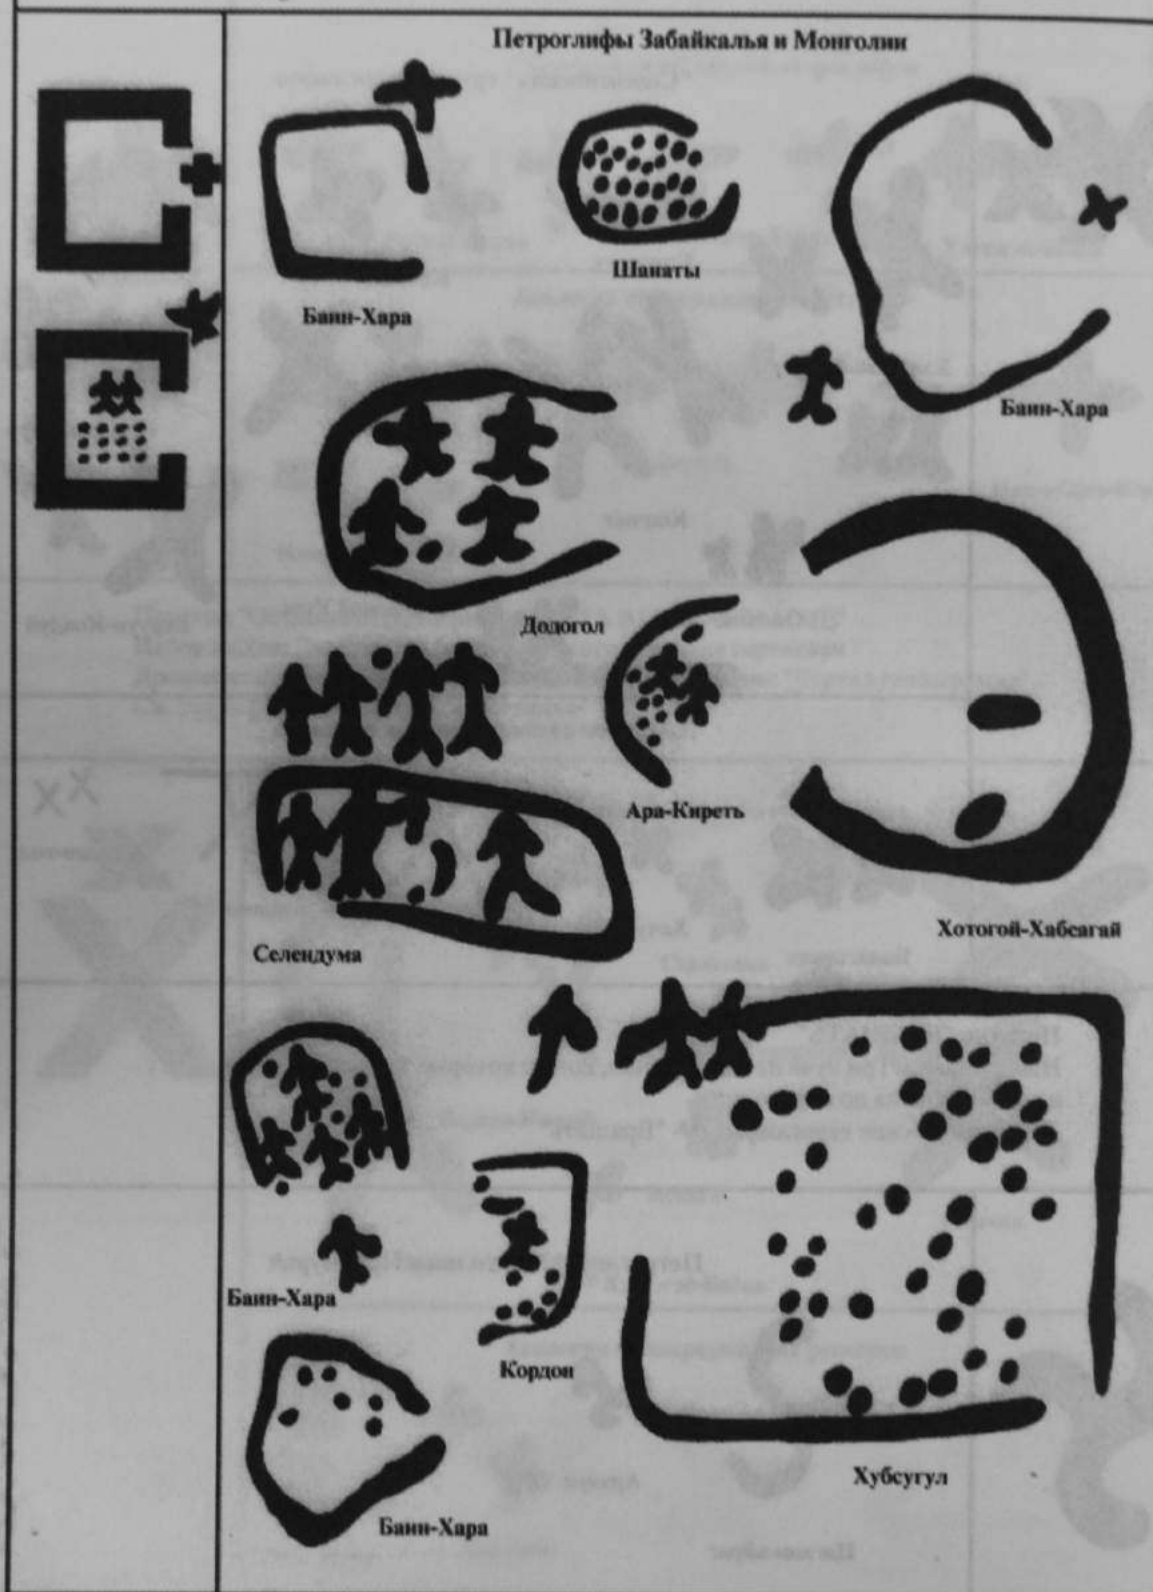 Петроглифы Забайкалья и Монголии
Баин-Хара
Шанаты
Баин-Хара
Додогол
Ара-Киреть
Хотогой-Хабсагай
Селендума
Баин-Хара
Кордон
Хубсугул
Баин-Хара